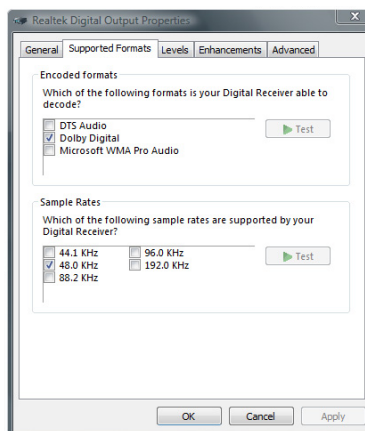 Realtek Digital Output Properties
X
General Supported Formats Levels Enhancements Advanced
Encoded formats
Which of the following formats is your Digital Receiver able to
decode?
DTS Audio
Dolby Digital
Microsoft WMA Pro Audio
Test
Sample Rates
Which of the following sample rates are supported by your
Digital Receiver?
44.1 KHz 96.0 KHz
48.0 KHz 192.0 KHz
88.2 KHz
Test
OK Cancel Apply